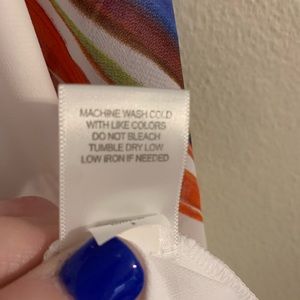 MACHINE WASH COLD
WITH LIKE COLORS
DO NOT BLEACH
TUMBLE DRY LOW
LOW IRON IF NEEDED